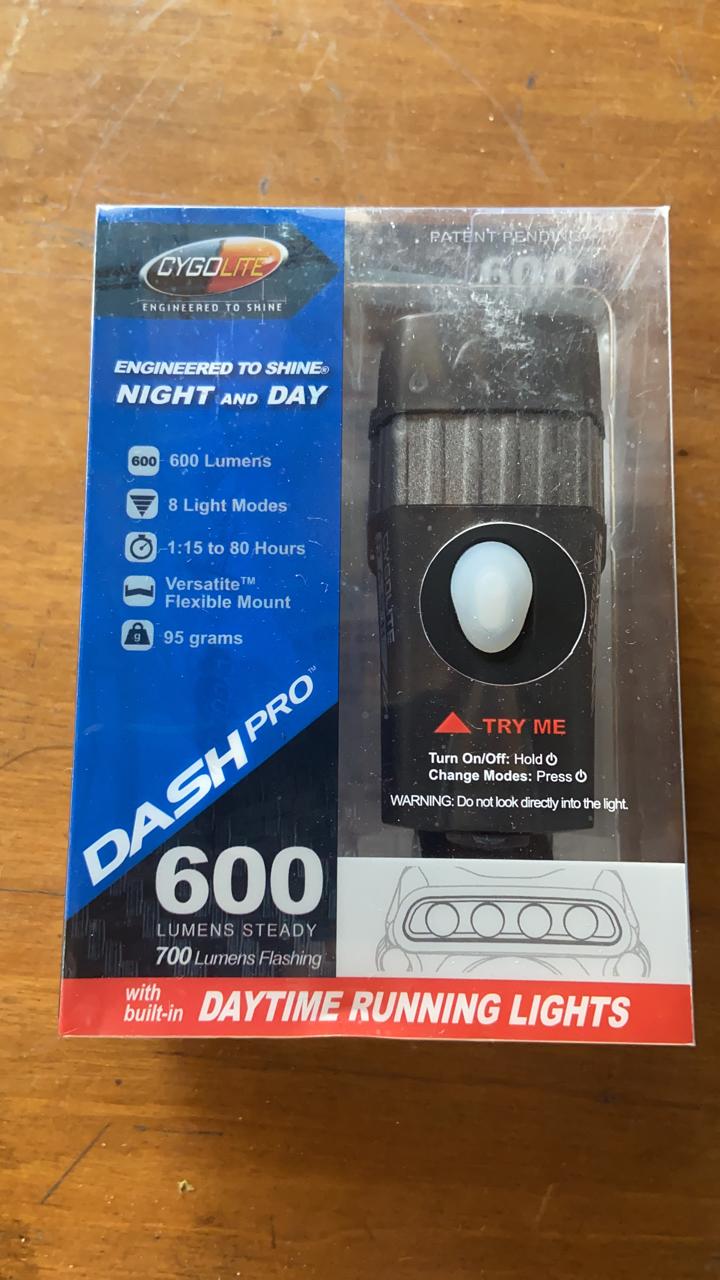 CYGOLITE
ENGINEERED TO SHINE
ENGINEERED TO SHINE®
NIGHT AND DAY
600 600 Lumens
8 Light Modes
1:15 to 80 Hours
Versatite™
Flexible Mount
g 95 grams
DASH PRO™
600
LUMENS STEADY
700 Lumens Flashing
PATENT PENDING
600
CYGOLITE
TRY ME
Turn On/Off: Hold ⏻
Change Modes: Press ⏻
WARNING: Do not look directly into the light.
with
built-in
DAYTIME RUNNING LIGHTS